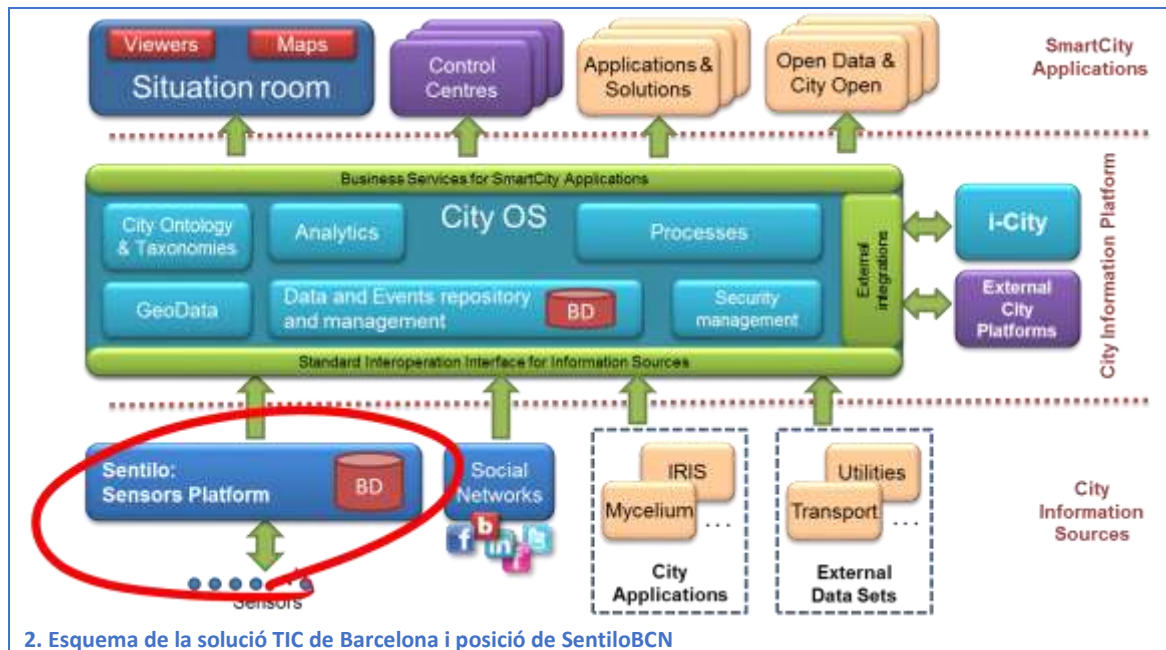 Viewers
Maps
Situation room
Control
Centres
Applications &
Solutions
Open Data &
City Open
SmartCity
Applications
Business Services for SmartCity Applications
City OS
City Ontology
& Taxonomies
Analytics
Processes
GeoData
Data and Events repository
and management
BD
Security
management
External
integrations
i-City
External
City
Platforms
City Information Platform
Standard Interoperation Interface for Information Sources
Sentilo:
Sensors Platform
BD
Social
Networks
IRIS
Mycelium
...
Utilities
Transport
...
City
Information
Sources
Sensors
City
Applications
External
Data Sets
2. Esquema de la solució TIC de Barcelona i posició de SentiloBCN